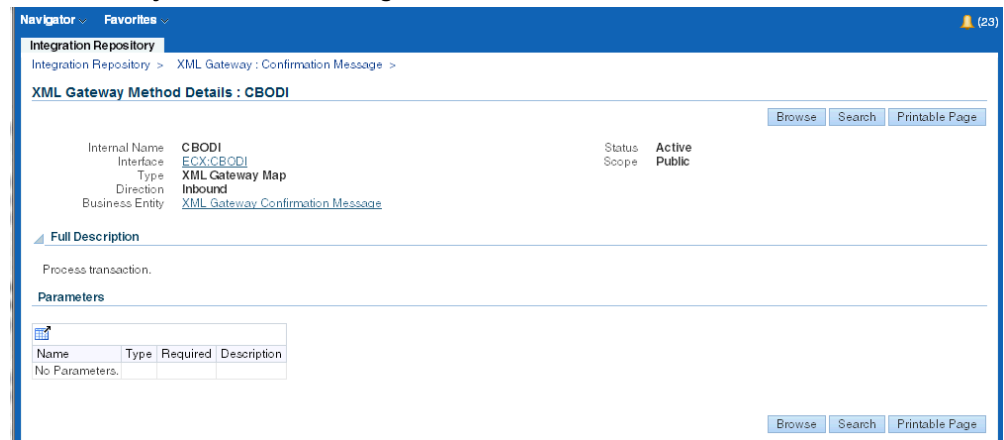 Navigator Favorites (23)
Integration Repository
Integration Repository > XML Gateway : Confirmation Message >
XML Gateway Method Details : CBODI
Browse Search Printable Page
Internal Name CBODI Status Active
Interface ECX:CBODI Scope Public
Type XML Gateway Map
Direction Inbound
Business Entity XML Gateway Confirmation Message
Full Description
Process transaction.
Parameters
Name Type Required Description
No Parameters.
Browse Search Printable Page